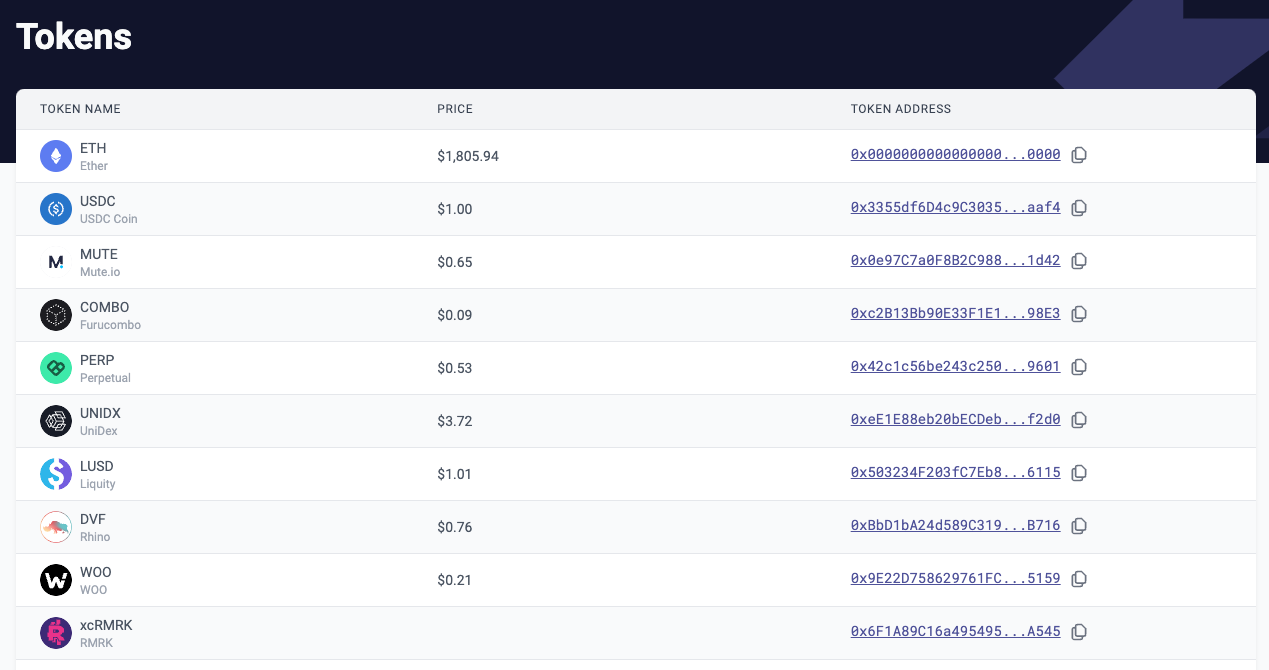 Tokens
TOKEN NAME PRICE TOKEN ADDRESS
ETH
Ether
$1,805.94
0x0000000000000000...0000
USDC
USDC Coin
$1.00
0x3355df6D4c9C3035...aaf4
M.
MUTE
Mute.io
$0.65
0x0e97C7a0F8B2C988...1d42
COMBO
Furucombo
$0.09
0xc2B13Bb90E33F1E1...98E3
PERP
Perpetual
$0.53
0x42c1c56be243c250...9601
UNIDX
UniDex
$3.72
0xeE1E88eb20bECDeb...f2d0
LUSD
Liquity
$1.01
0x503234F203fC7Eb8...6115
DVF
Rhino
$0.76
0xBbD1bA24d589C319...B716
WOO
WOO
$0.21
0x9E22D758629761FC...5159
xcRMRK
RMRK
0x6F1A89C16a495495...A545